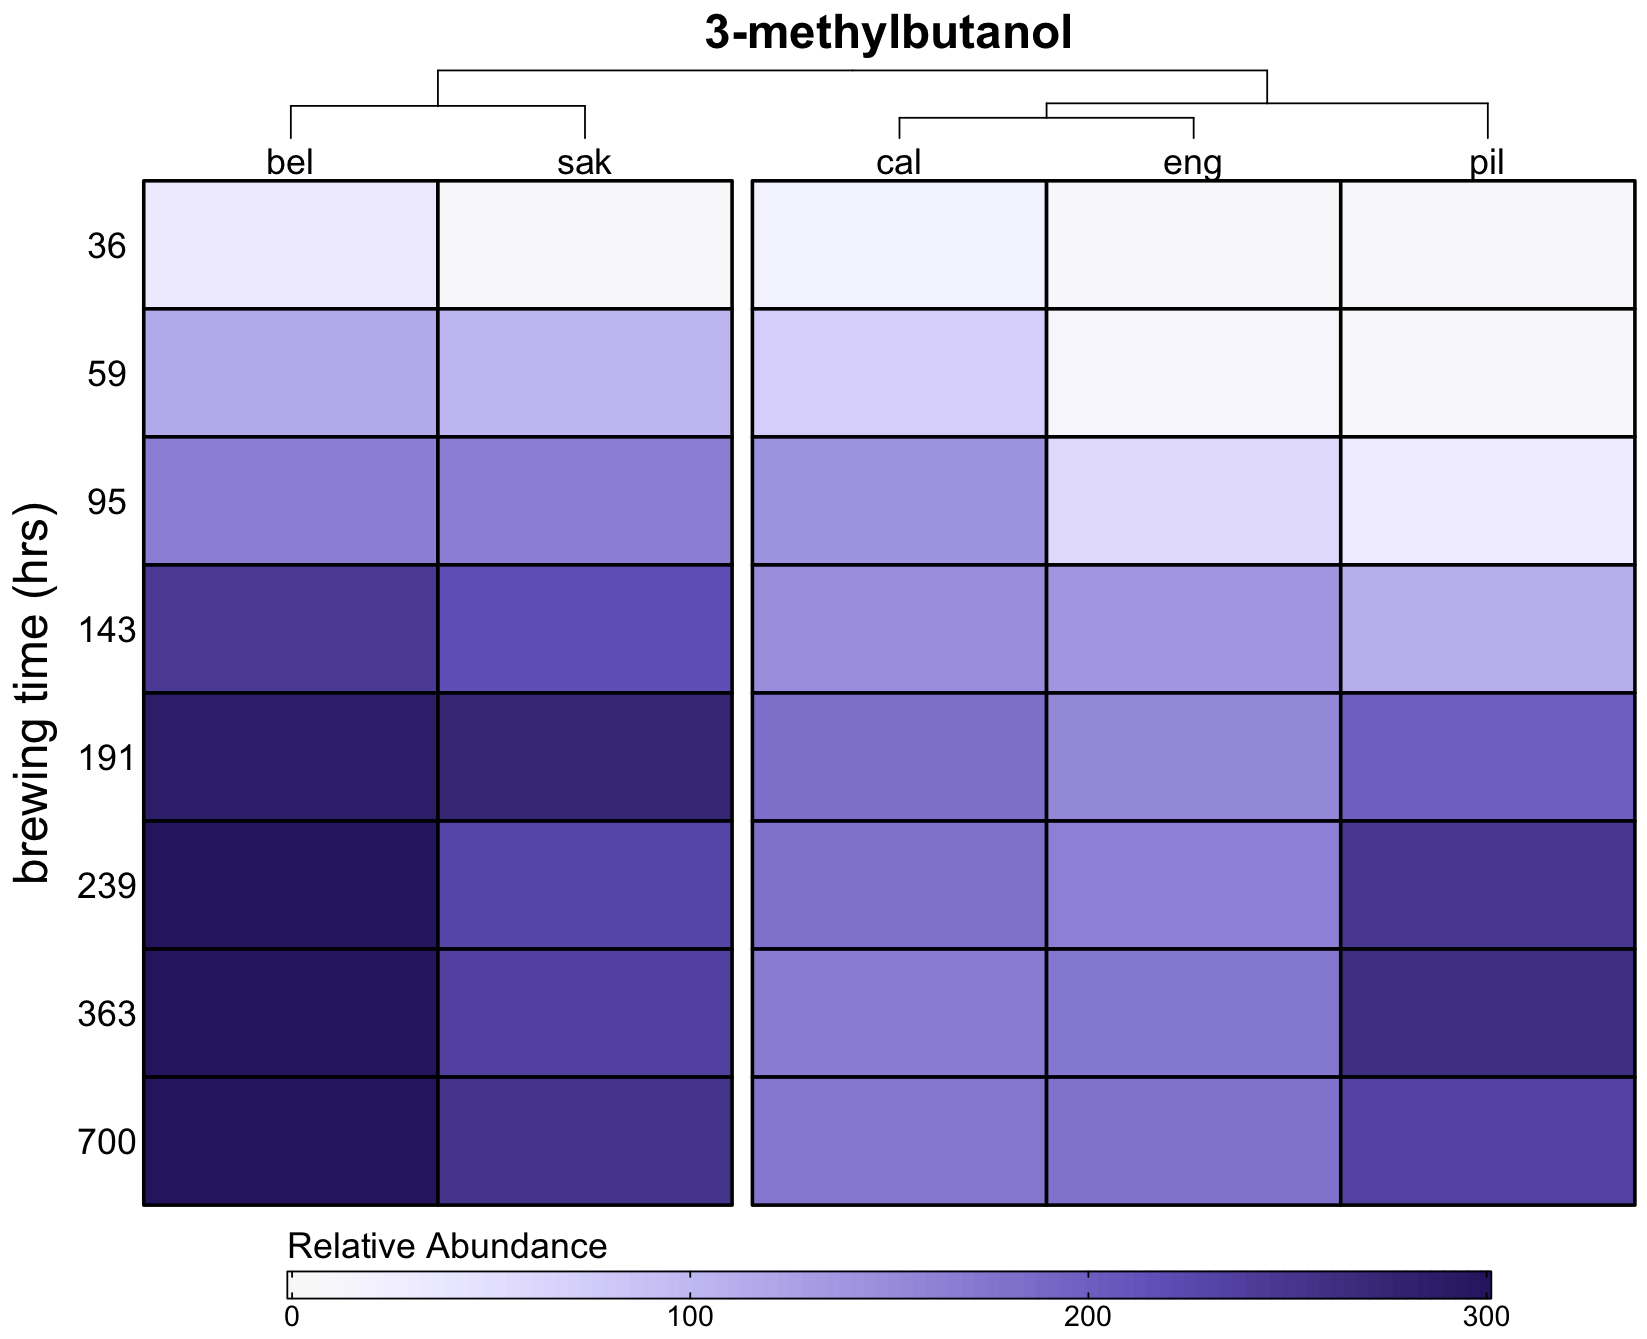 3-methylbutanol
bel sak cal eng pil
36
59
95
143
191
239
363
700
brewing time (hrs)
Relative Abundance
0 100 200 300